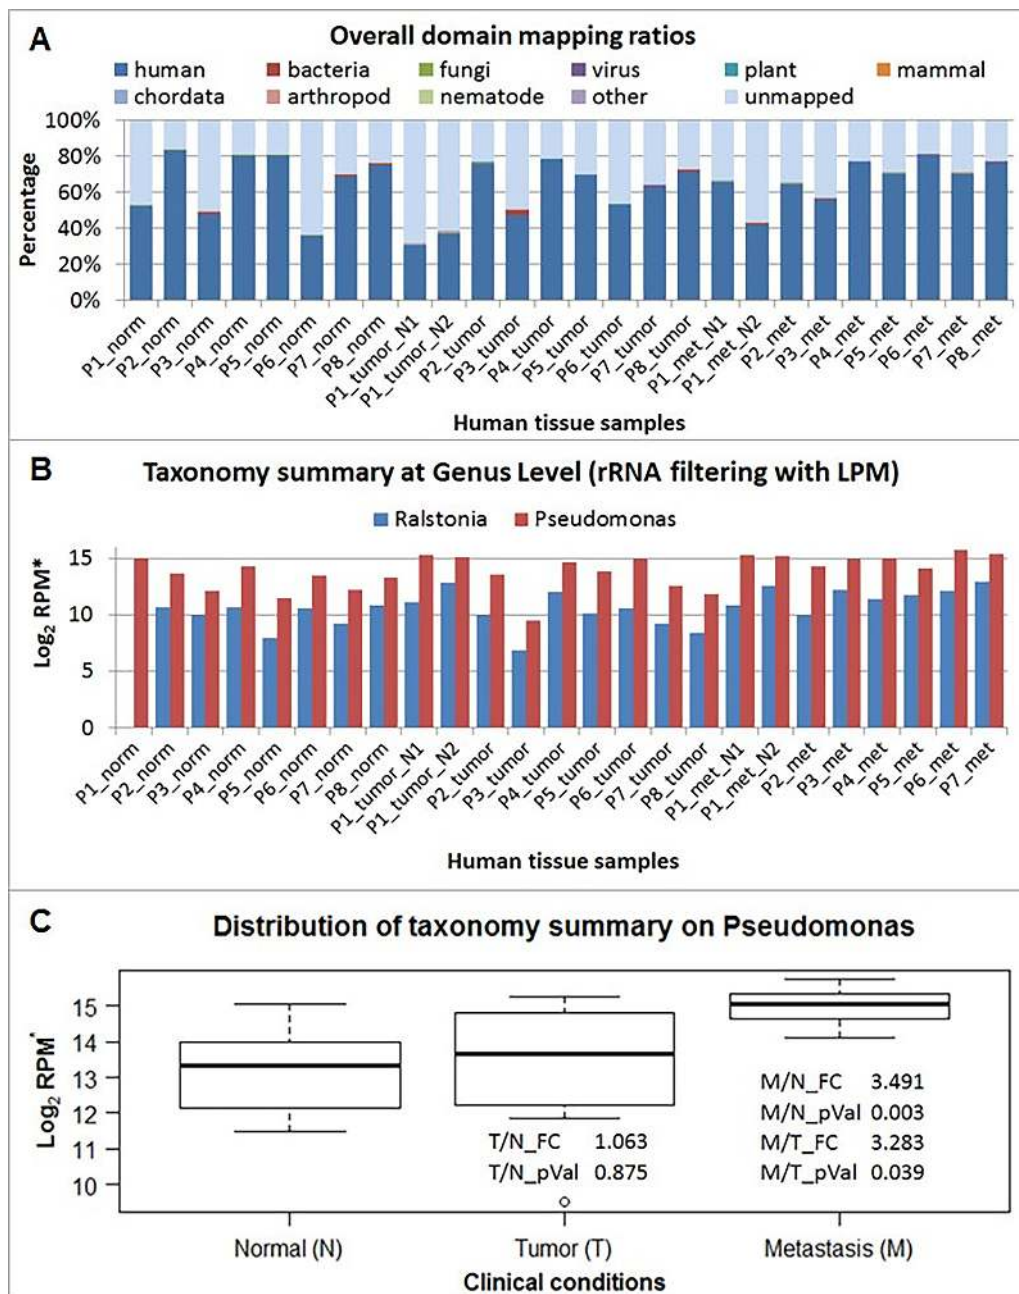 A
Overall domain mapping ratios
human bacteria fungi virus plant mammal
chordata arthropod nematode other unmapped
100%
80%
60%
40%
20%
0%
Percentage
P1_norm P2_norm P3_norm P4_norm P5_norm P6_norm P7_norm P8_norm P1_tumor_N1 P1_tumor_N2 P2_tumor P3_tumor P4_tumor P5_tumor P6_tumor P7_tumor P8_tumor P1_met_N1 P1_met_N2 P2_met P3_met P4_met P5_met P6_met P7_met P8_met
Human tissue samples
B
Taxonomy summary at Genus Level (rRNA filtering with LPM)
Ralstonia Pseudomonas
15
10
5
0
Log₂ RPM*
P1_norm P2_norm P3_norm P4_norm P5_norm P6_norm P7_norm P8_norm P1_tumor_N1 P1_tumor_N2 P2_tumor P3_tumor P4_tumor P5_tumor P6_tumor P7_tumor P8_tumor P1_met_N1 P1_met_N2 P2_met P3_met P4_met P5_met P6_met P7_met
Human tissue samples
C
Distribution of taxonomy summary on Pseudomonas
15
14
13
12
11
10
Log₂ RPM*
T/N_FC 1.063
T/N_pVal 0.875
M/N_FC 3.491
M/N_pVal 0.003
M/T_FC 3.283
M/T_pVal 0.039
Normal (N) Tumor (T) Metastasis (M)
Clinical conditions